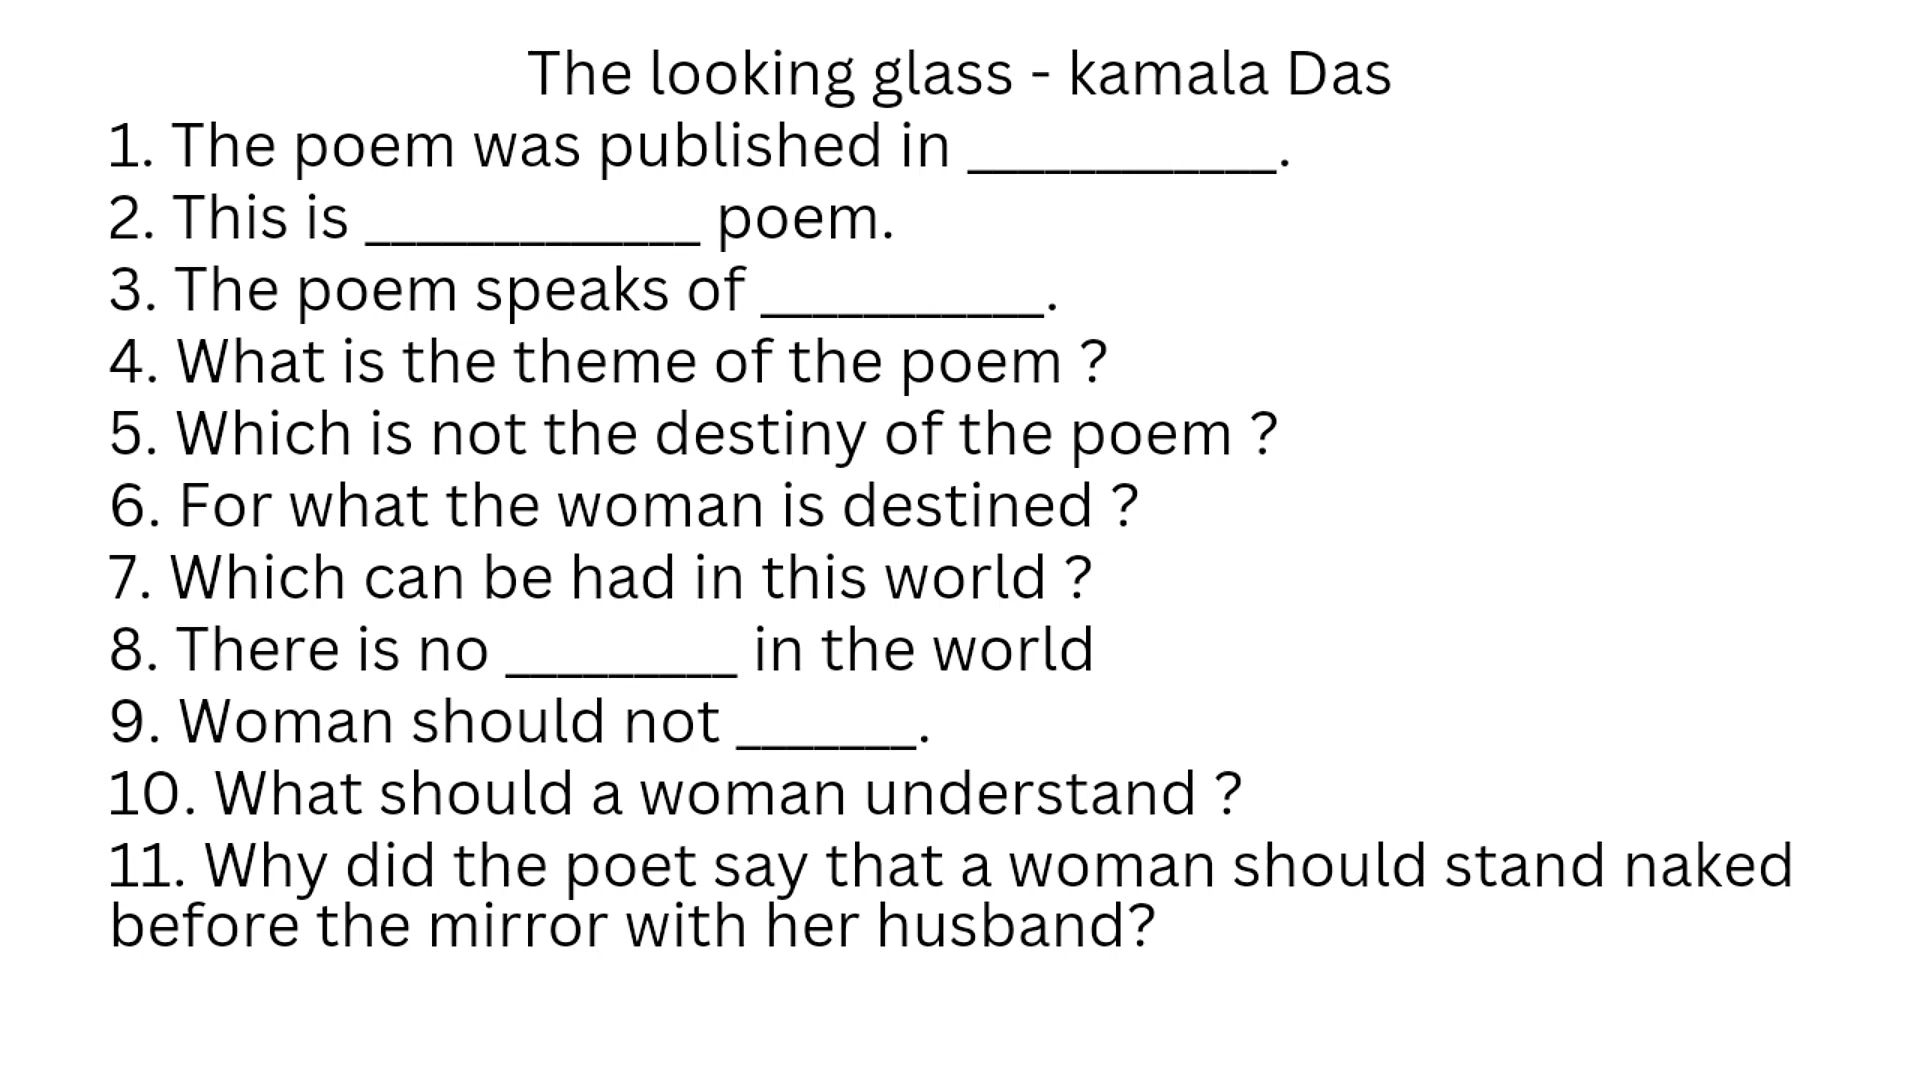 The looking glass - kamala Das
1. The poem was published in ____________.
2. This is _____________ poem.
3. The poem speaks of ___________.
4. What is the theme of the poem ?
5. Which is not the destiny of the poem ?
6. For what the woman is destined ?
7. Which can be had in this world ?
8. There is no _________ in the world
9. Woman should not _______.
10. What should a woman understand ?
11. Why did the poet say that a woman should stand naked
before the mirror with her husband?